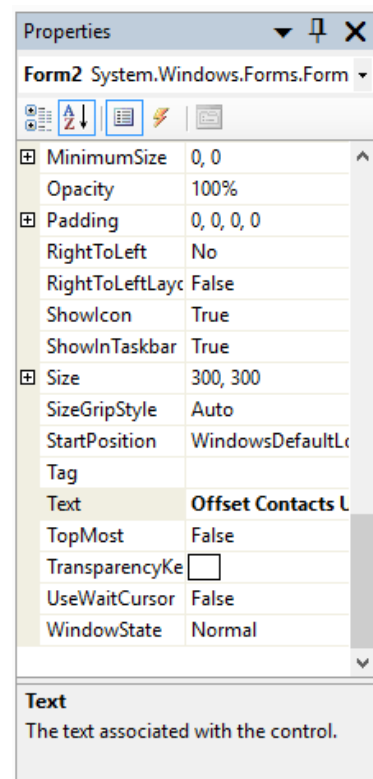 Properties
Form2 System.Windows.Forms.Form
A Z
MinimumSize 0, 0
Opacity 100%
Padding 0, 0, 0, 0
RightToLeft No
RightToLeftLayc False
ShowIcon True
ShowInTaskbar True
Size 300, 300
SizeGripStyle Auto
StartPosition WindowsDefaultLo
Tag
Text Offset Contacts U
TopMost False
TransparencyKe
UseWaitCursor False
WindowState Normal
Text
The text associated with the control.